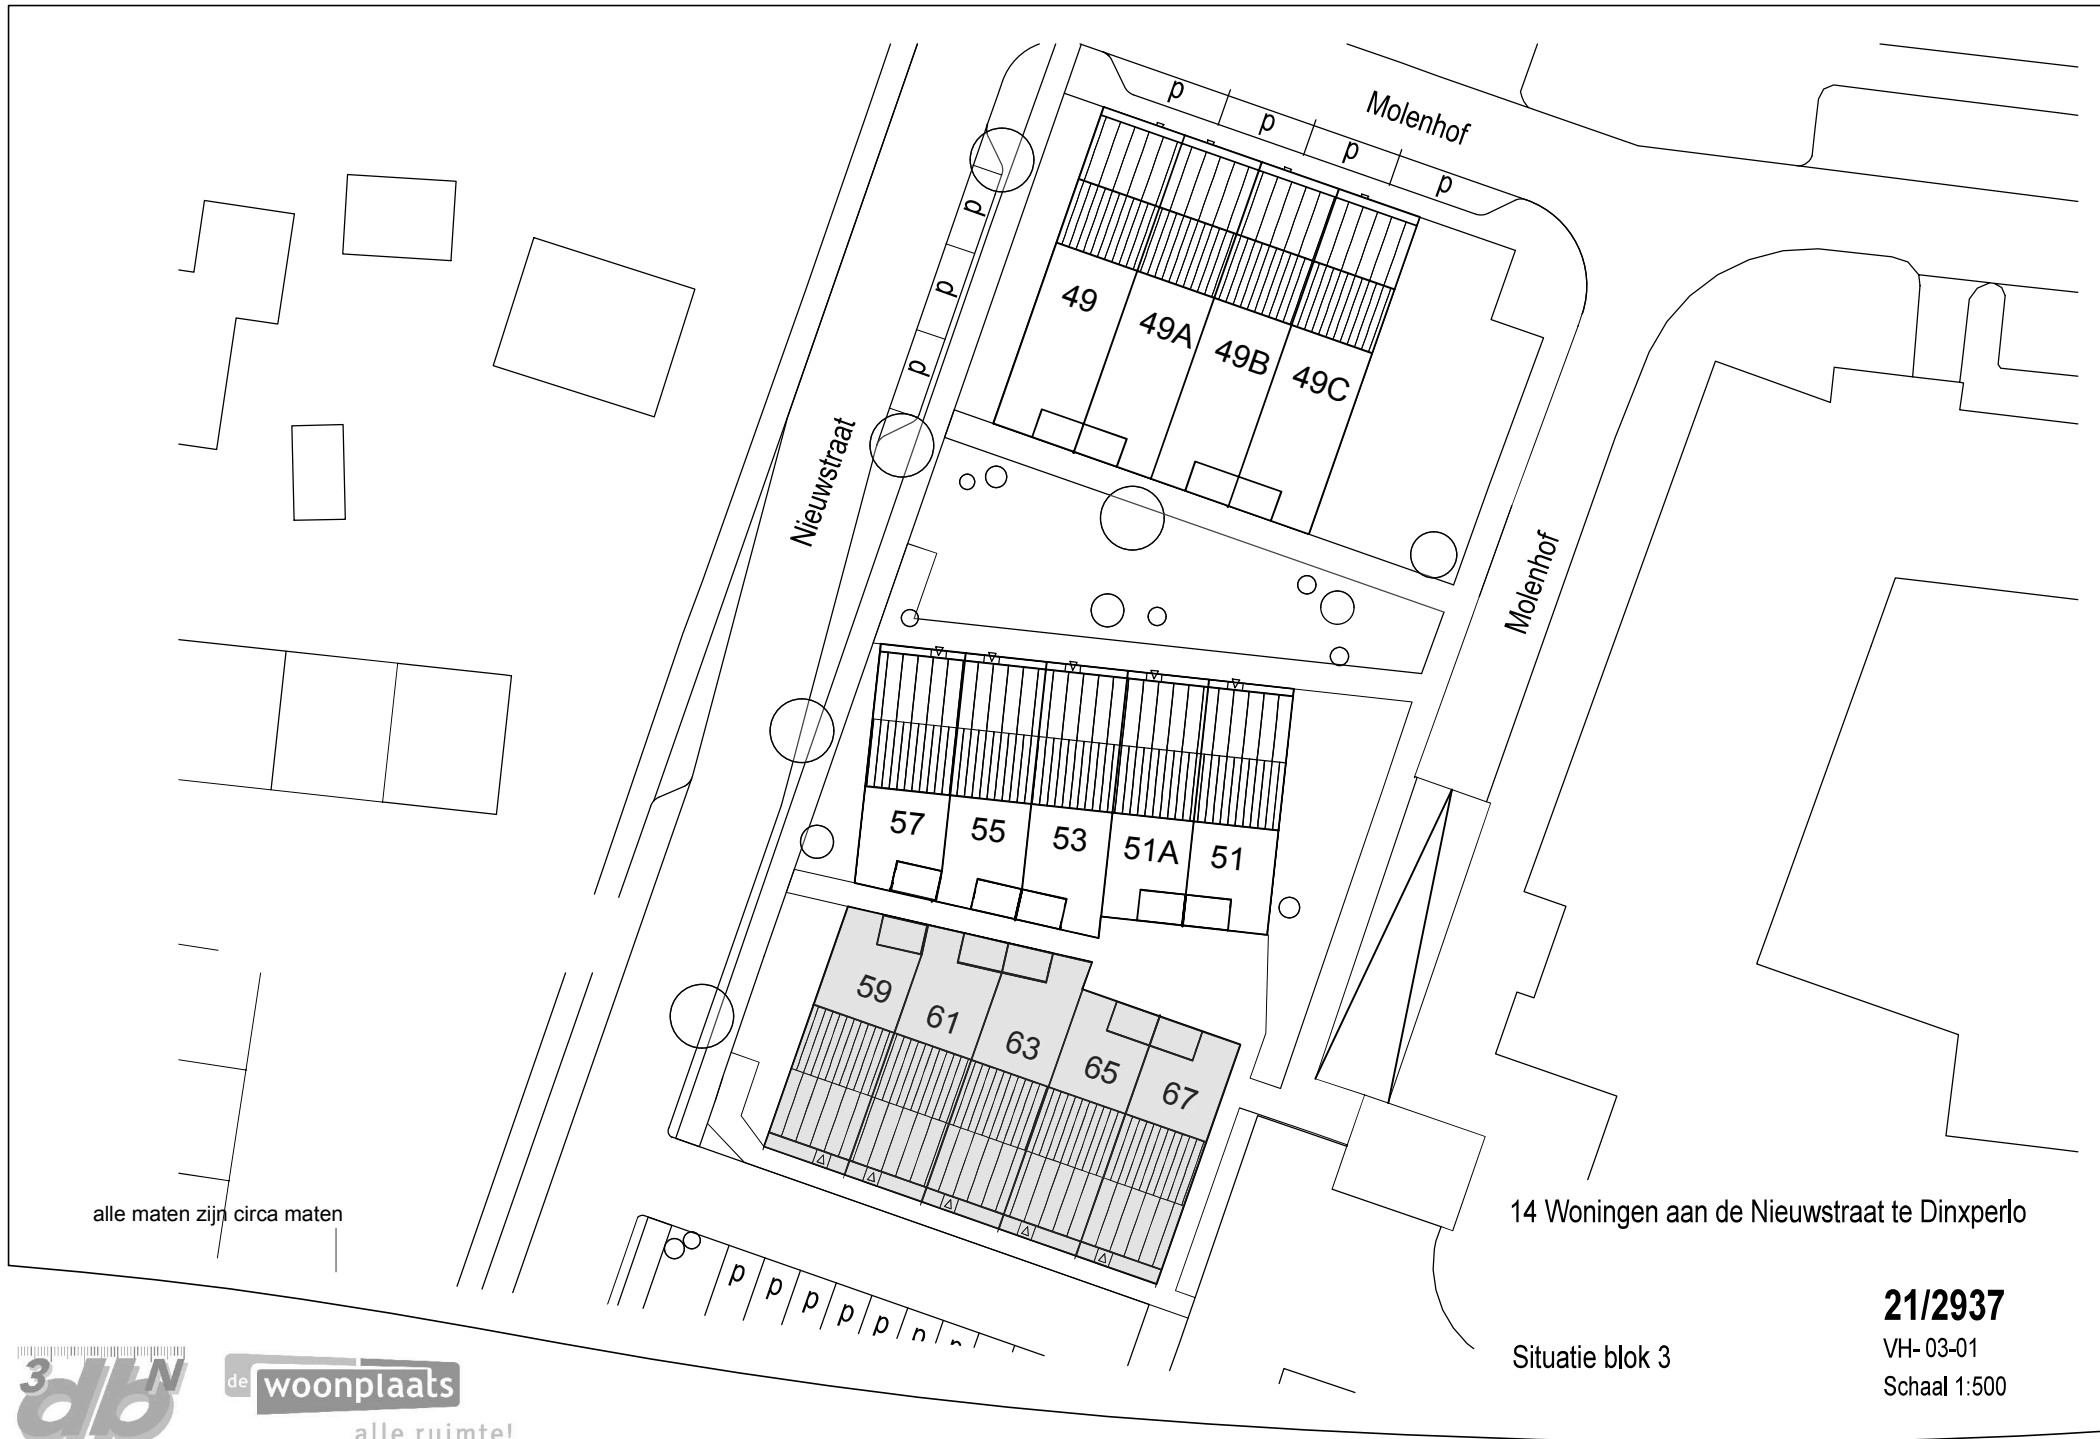 Molenhof
p
p
p
p
p
p
p
49
49A
49B
49C
Nieuwstraat
Molenhof
57
55
53
51A
51
59
61
63
65
67
alle maten zijn circa maten
14 Woningen aan de Nieuwstraat te Dinxperlo
p
p
p
p
p
p
p
21/2937
VH- 03-01
Situatie blok 3
Schaal 1:500
3 db N
de woonplaats
alle ruimte!